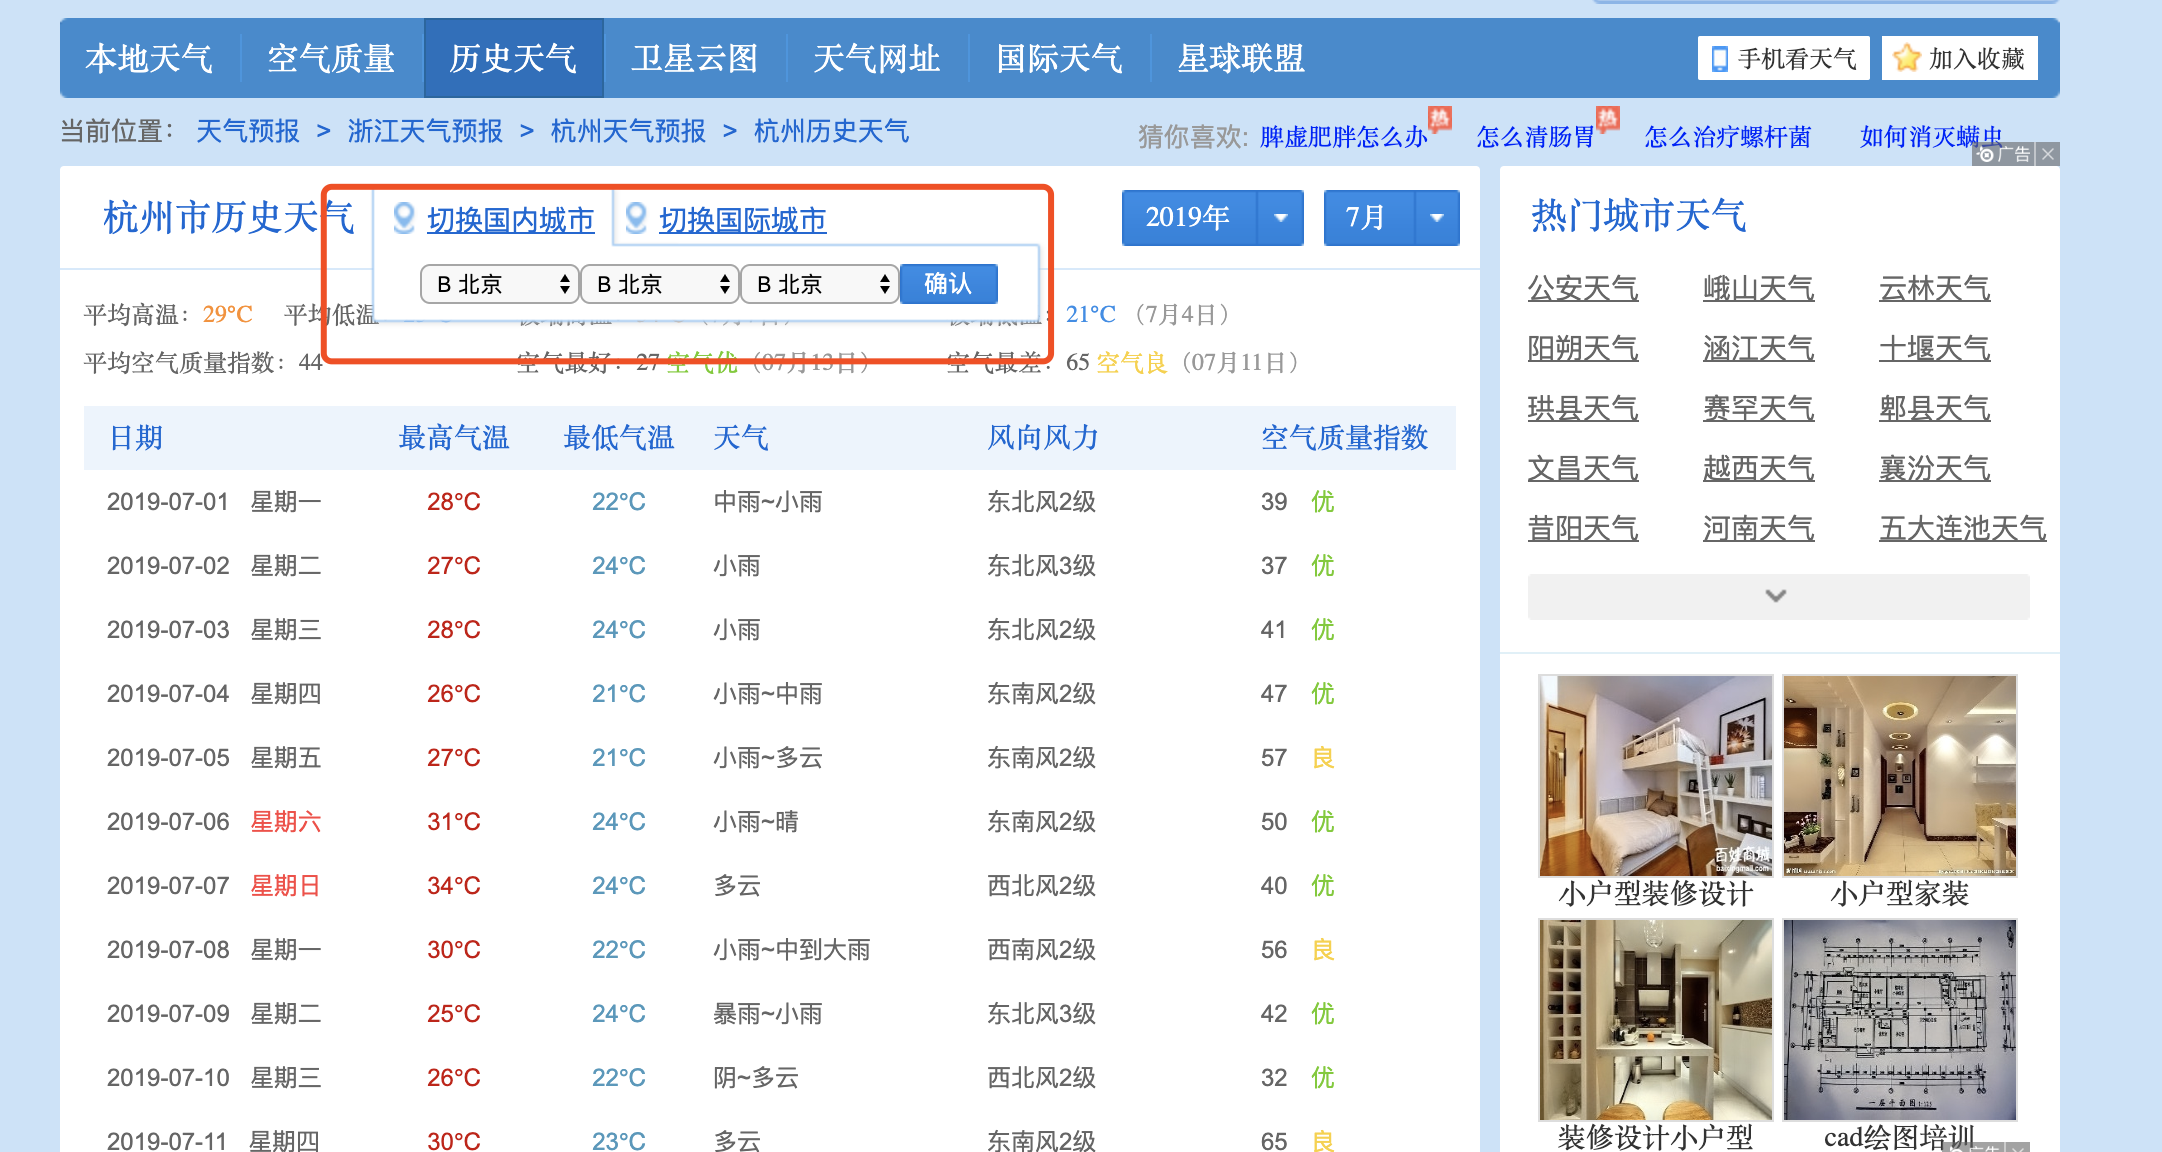 本地天气 空气质量 历史天气 卫星云图 天气网址 国际天气 星球联盟 手机看天气 加入收藏
当前位置： 天气预报 > 浙江天气预报 > 杭州天气预报 > 杭州历史天气
猜你喜欢: 脾虚肥胖怎么办 热 怎么清肠胃 热 怎么治疗螺杆菌 如何消灭螨虫
广告
杭州市历史天气 切换国内城市 切换国际城市 2019年 7月
B 北京 B 北京 B 北京 确认
平均高温：29°C 平均低温 21°C （7月4日）
平均空气质量指数：44 空气最好：27 空气优（07月13日） 空气最差：65 空气良（07月11日）
日期 最高气温 最低气温 天气 风向风力 空气质量指数
2019-07-01 星期一 28°C 22°C 中雨~小雨 东北风2级 39 优
2019-07-02 星期二 27°C 24°C 小雨 东北风3级 37 优
2019-07-03 星期三 28°C 24°C 小雨 东北风2级 41 优
2019-07-04 星期四 26°C 21°C 小雨~中雨 东南风2级 47 优
2019-07-05 星期五 27°C 21°C 小雨~多云 东南风2级 57 良
2019-07-06 星期六 31°C 24°C 小雨~晴 东南风2级 50 优
2019-07-07 星期日 34°C 24°C 多云 西北风2级 40 优
2019-07-08 星期一 30°C 22°C 小雨~中到大雨 西南风2级 56 良
2019-07-09 星期二 25°C 24°C 暴雨~小雨 东北风3级 42 优
2019-07-10 星期三 26°C 22°C 阴~多云 西北风2级 32 优
2019-07-11 星期四 30°C 23°C 多云 东南风2级 65 良
热门城市天气
公安天气 峨山天气 云林天气
阳朔天气 涵江天气 十堰天气
珙县天气 赛罕天气 郫县天气
文昌天气 越西天气 襄汾天气
昔阳天气 河南天气 五大连池天气
百姓商城
小户型装修设计 小户型家装
一层平面图
装修设计小户型 cad绘图培训
广告